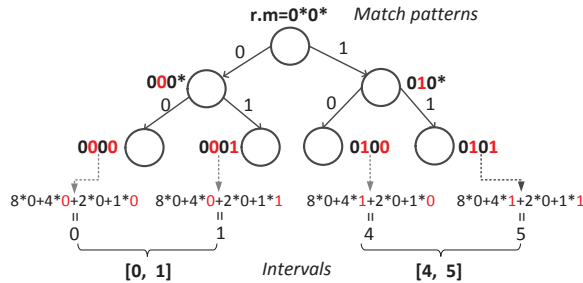 r.m=0*0* Match patterns
0 1
000* 010*
0 1 0 1
0000 0001 0100 0101
8*0+4*0+2*0+1*0 8*0+4*0+2*0+1*1 8*0+4*1+2*0+1*0 8*0+4*1+2*0+1*1
= = = =
0 1 4 5
[0, 1] Intervals [4, 5]